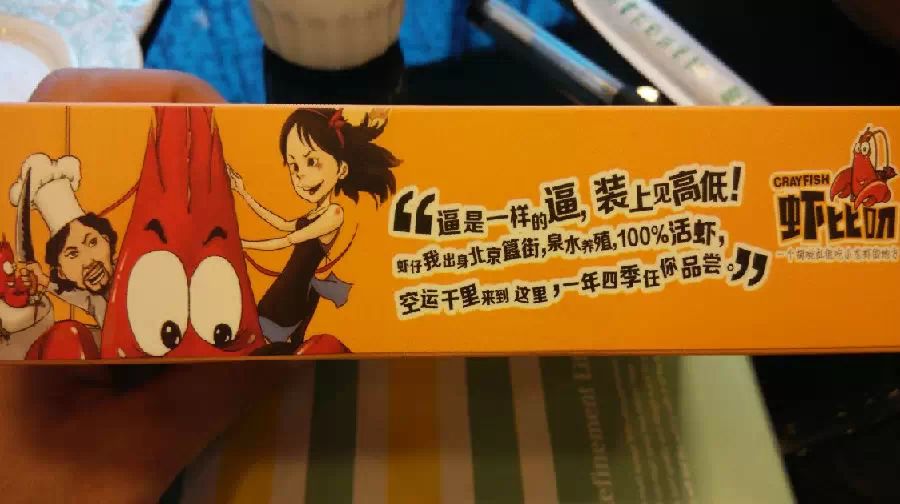 “逼是一样的逼,装上见高低!
虾仔我出身北京簋街,泉水养殖,100%活虾,
空运千里来到这里,一年四季任你品尝。”
CRAYFISH
虾比叨
efinement Li